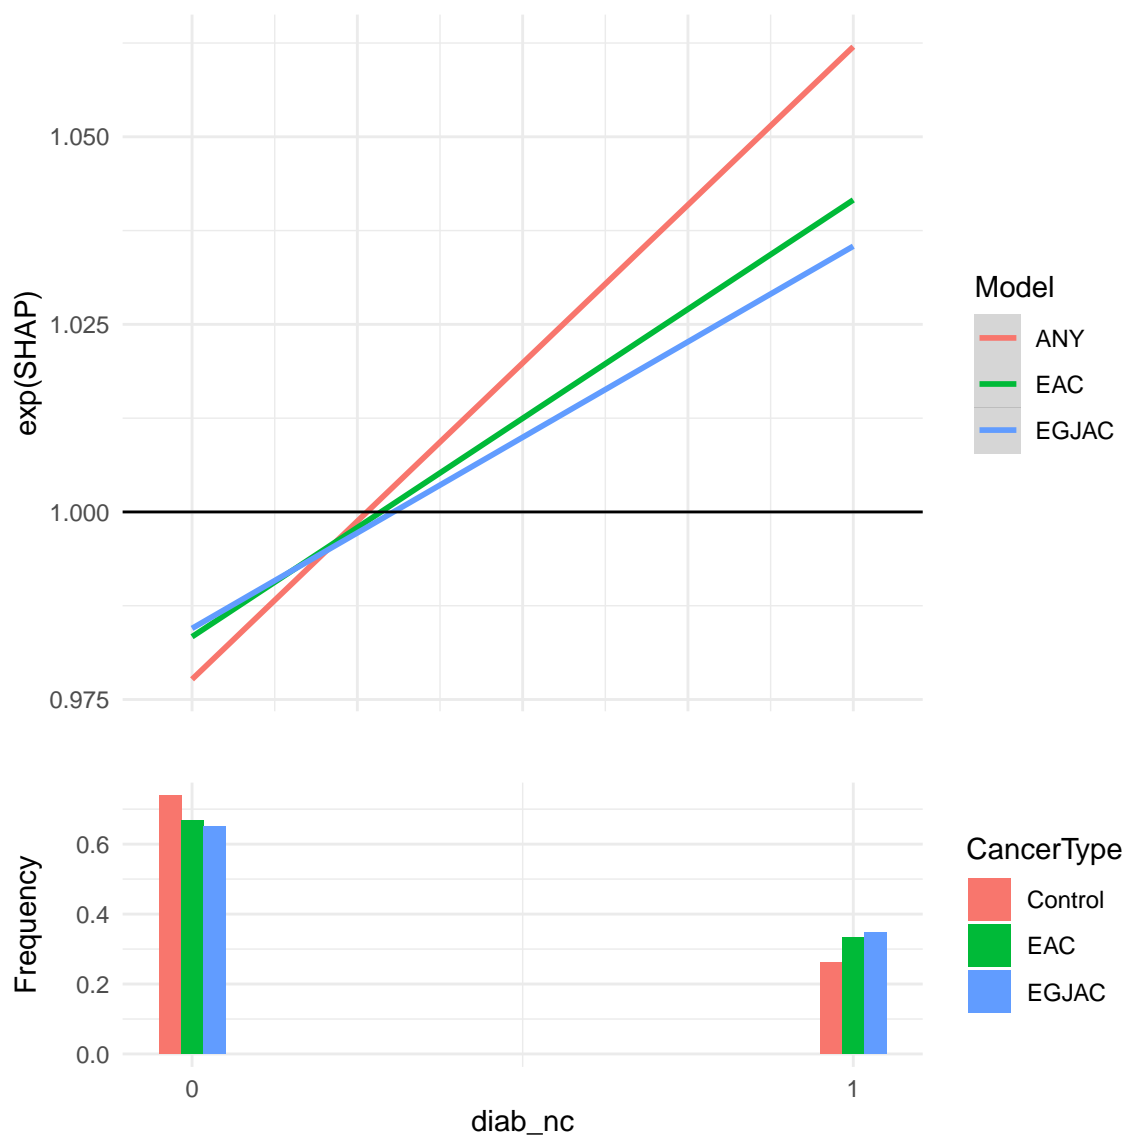 exp(SHAP)
1.050
1.025
1.000
0.975
Model
ANY
EAC
EGJAC
Frequency
0.6
0.4
0.2
0.0
0
1
diab_nc
CancerType
Control
EAC
EGJAC